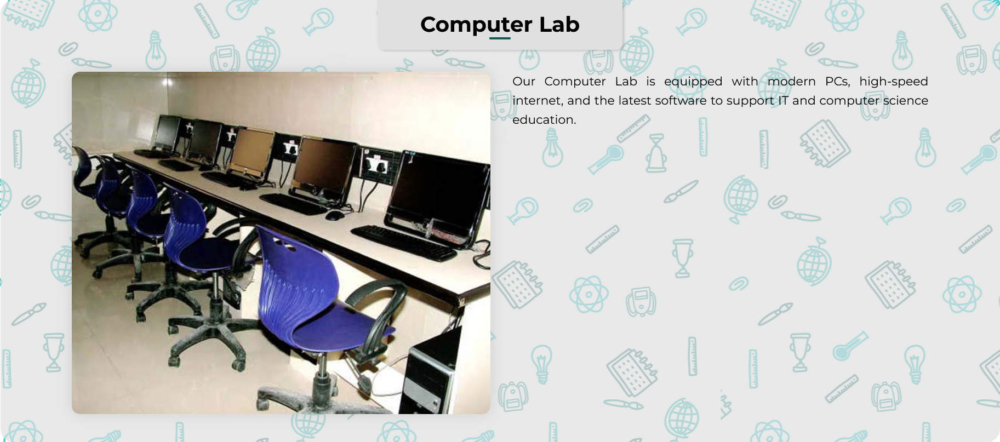 Computer Lab
Our Computer Lab is equipped with modern PCs, high-speed
internet, and the latest software to support IT and computer science
education.